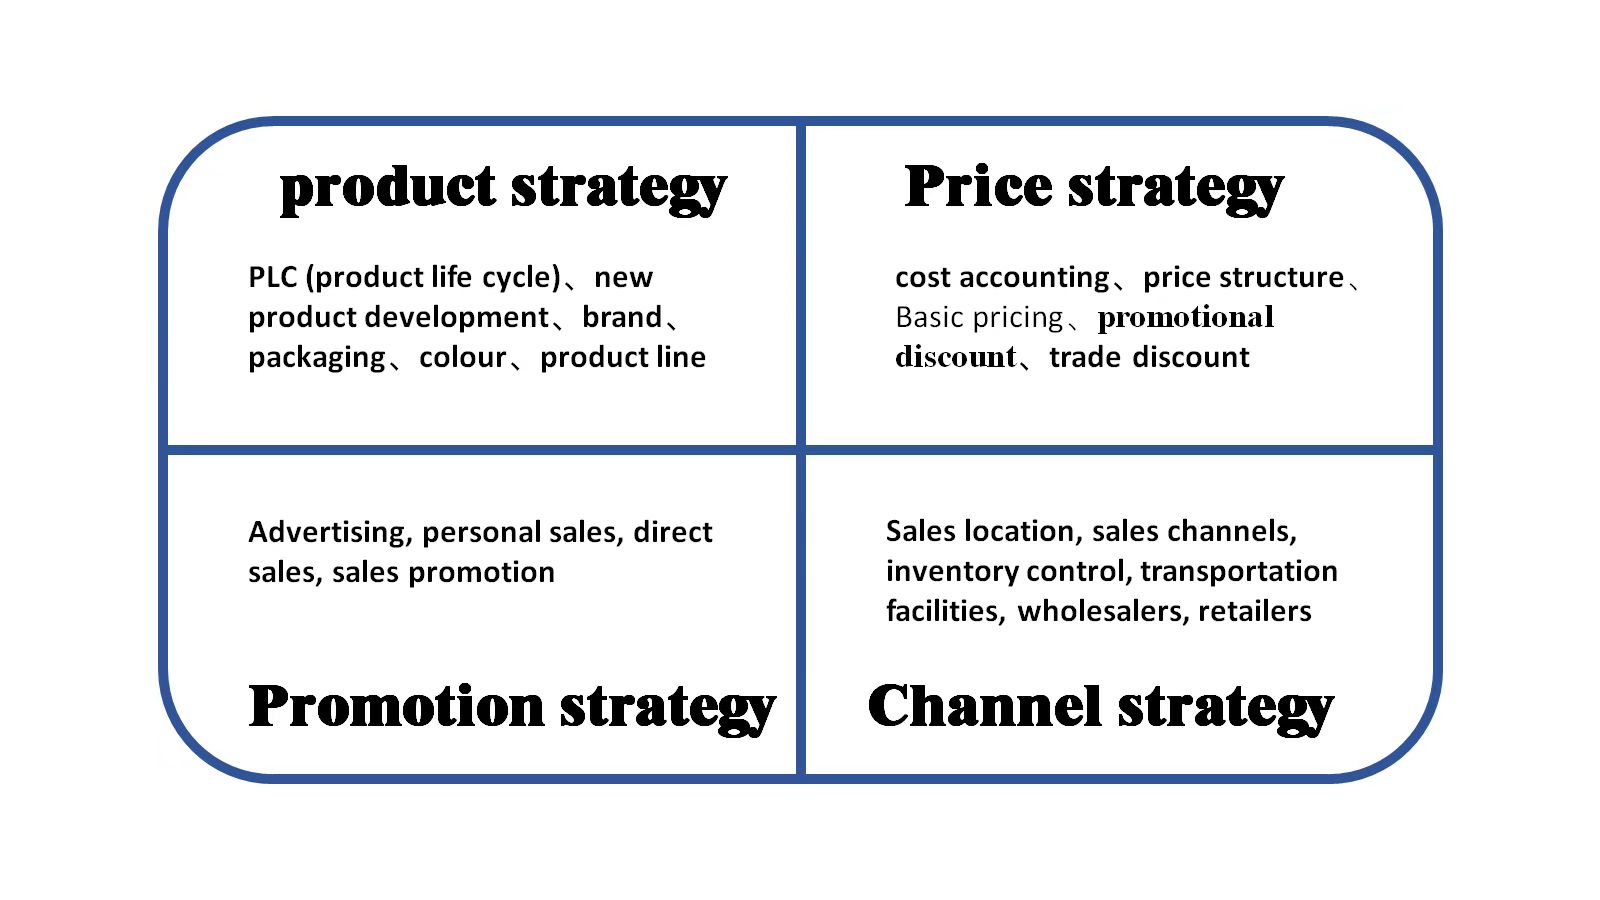 product strategy
PLC (product life cycle)、new
product development、brand、
packaging、colour、product line
Price strategy
cost accounting、price structure、
Basic pricing、promotional
discount、trade discount
Advertising, personal sales, direct
sales, sales promotion
Promotion strategy
Sales location, sales channels,
inventory control, transportation
facilities, wholesalers, retailers
Channel strategy